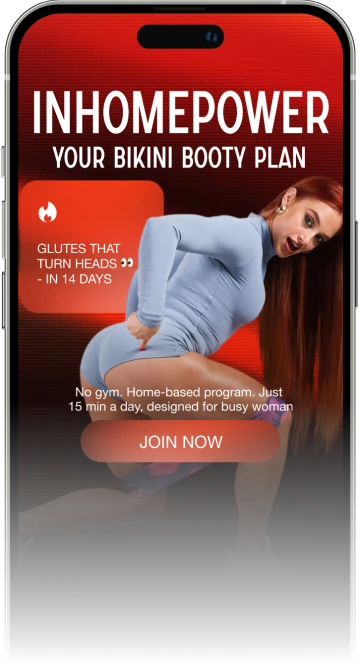 INHOMEPOWER
YOUR BIKINI BOOTY PLAN
GLUTES THAT
TURN HEADS 👀
- IN 14 DAYS
No gym. Home-based program. Just
15 min a day, designed for busy woman
JOIN NOW